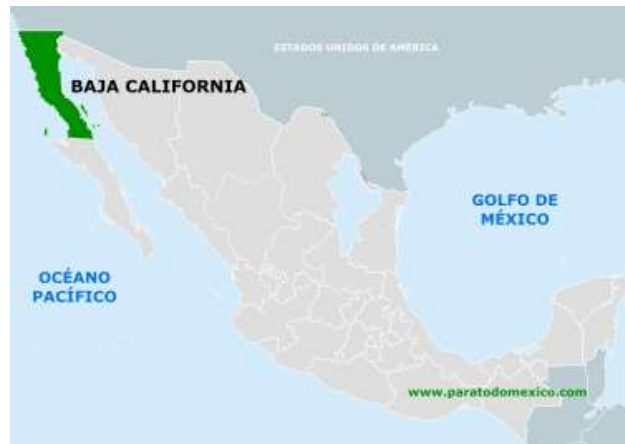 ESTADOS UNIDOS DE AMÉRICA
BAJA CALIFORNIA
GOLFO DE
MÉXICO
OCÉANO
PACÍFICO
www.paratodomexico.com